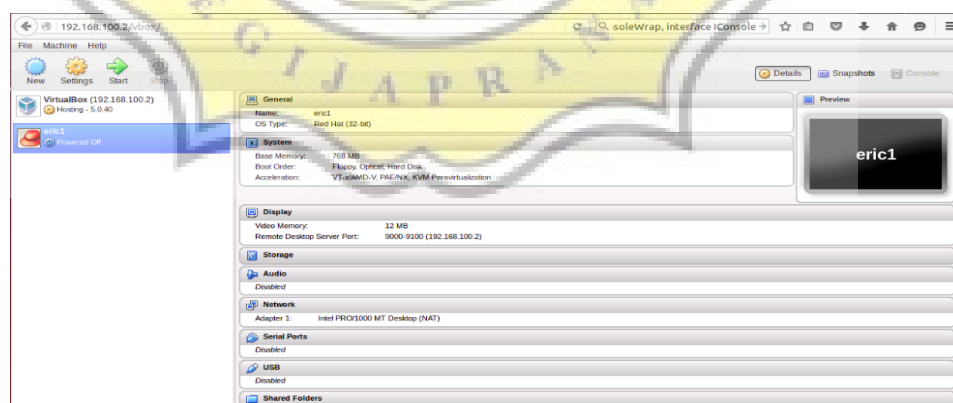 192.168.100.2/vbox/
soleWrap, interface IConsole
File Machine Help
New Settings Start Stop
Details Snapshots Console
VirtualBox (192.168.100.2)
Hosting - 5.0.40
eric1
Powered Off
General
Name: eric1
OS Type: Red Hat (32-bit)
Preview
eric1
System
Base Memory: 768 MB
Boot Order: Floppy, Optical, Hard Disk
Acceleration: VT-x/AMD-V, PAE/NX, KVM Paravirtualization
Display
Video Memory: 12 MB
Remote Desktop Server Port: 9000-9100 (192.168.100.2)
Storage
Audio
Disabled
Network
Adapter 1: Intel PRO/1000 MT Desktop (NAT)
Serial Ports
Disabled
USB
Disabled
Shared Folders
GIJAPRAN